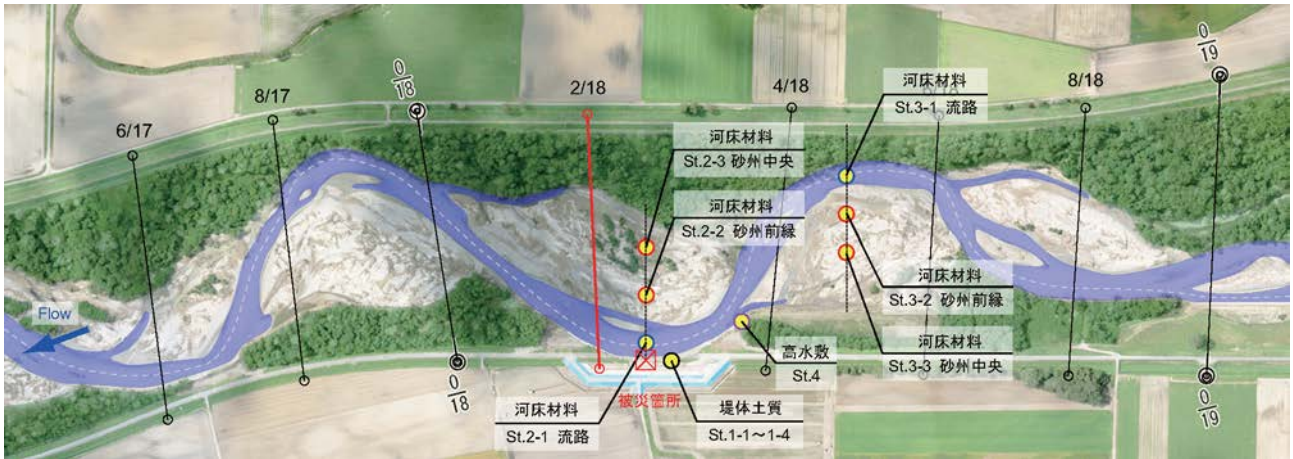 0/18
0/19
6/17
8/17
2/18
4/18
8/18
河床材料
St.3-1 流路
河床材料
St.2-3 砂州中央
河床材料
St.2-2 砂州前縁
Flow
河床材料
St.3-2 砂州前縁
河床材料
St.3-3 砂州中央
高水敷
St.4
被災箇所
河床材料
St.2-1 流路
堤体土質
St.1-1～1-4
0/18
0/19